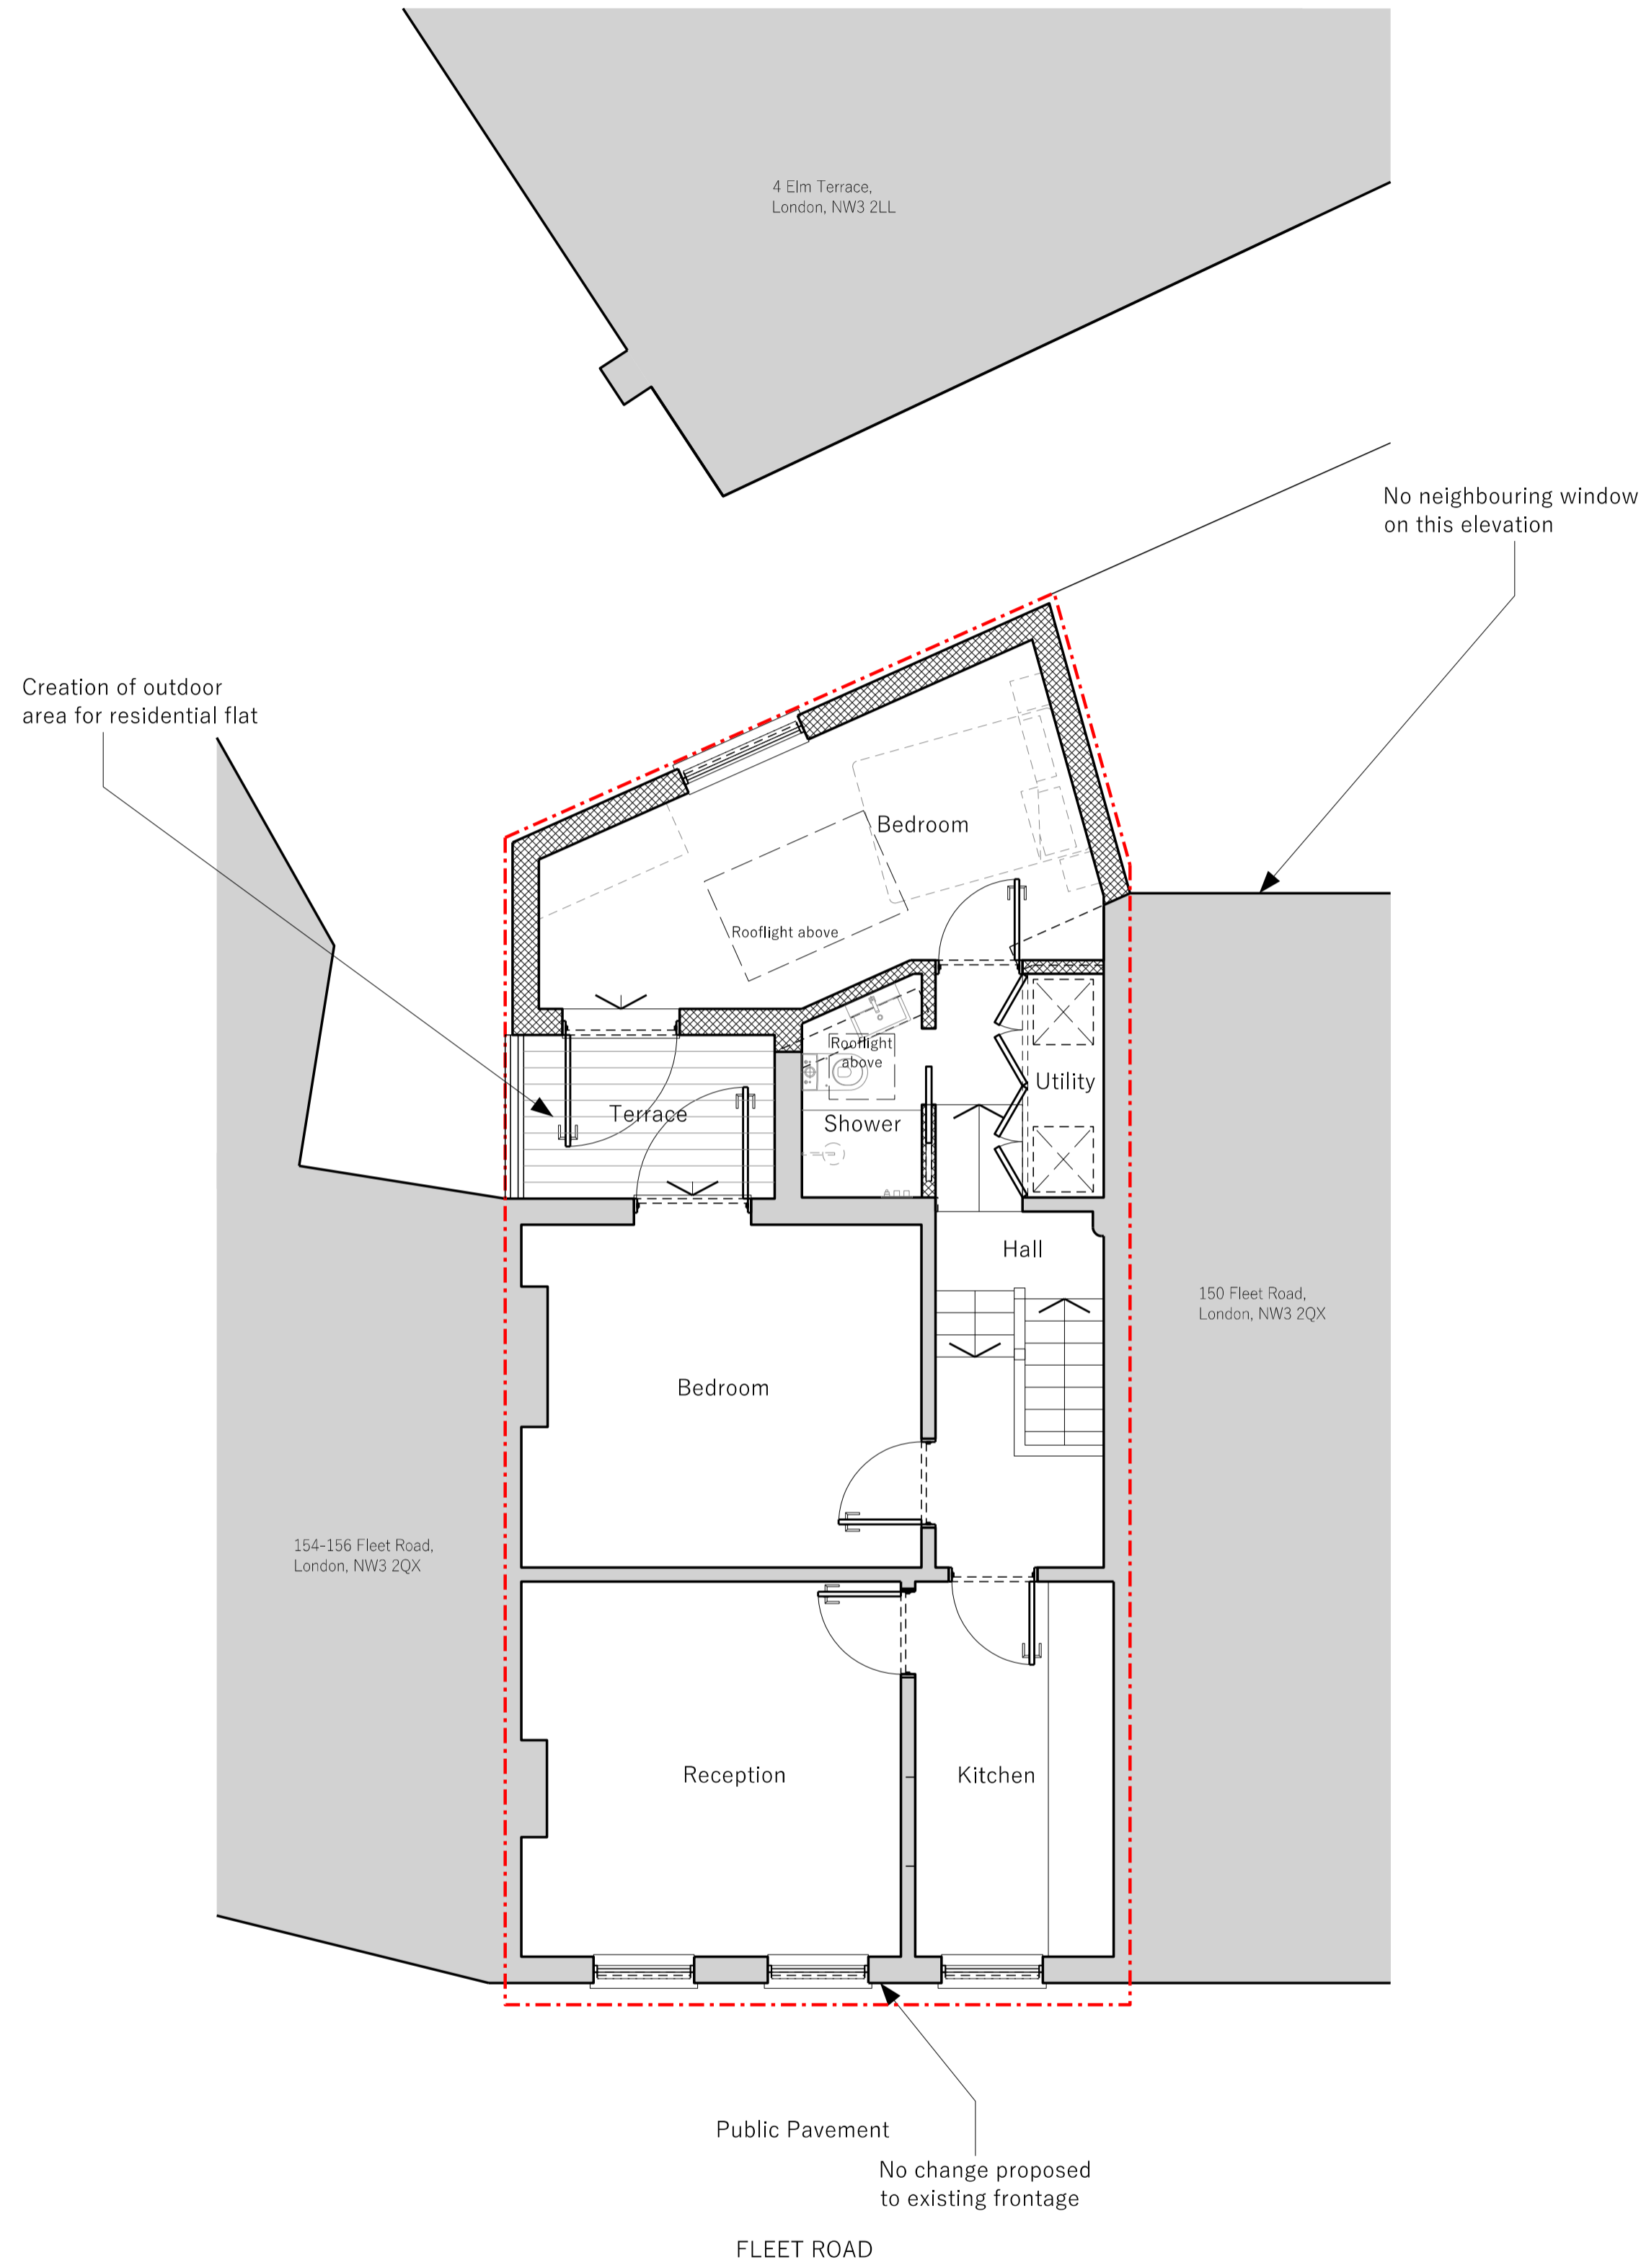 4 Elm Terrace,
London, NW3 2LL
No neighbouring window
on this elevation
Creation of outdoor
area for residential flat
Bedroom
Rooflight above
Rooflight
above
Utility
Terrace
Shower
Hall
150 Fleet Road,
London, NW3 2QX
Bedroom
154-156 Fleet Road,
London, NW3 2QX
Reception
Kitchen
Public Pavement
No change proposed
to existing frontage
FLEET ROAD